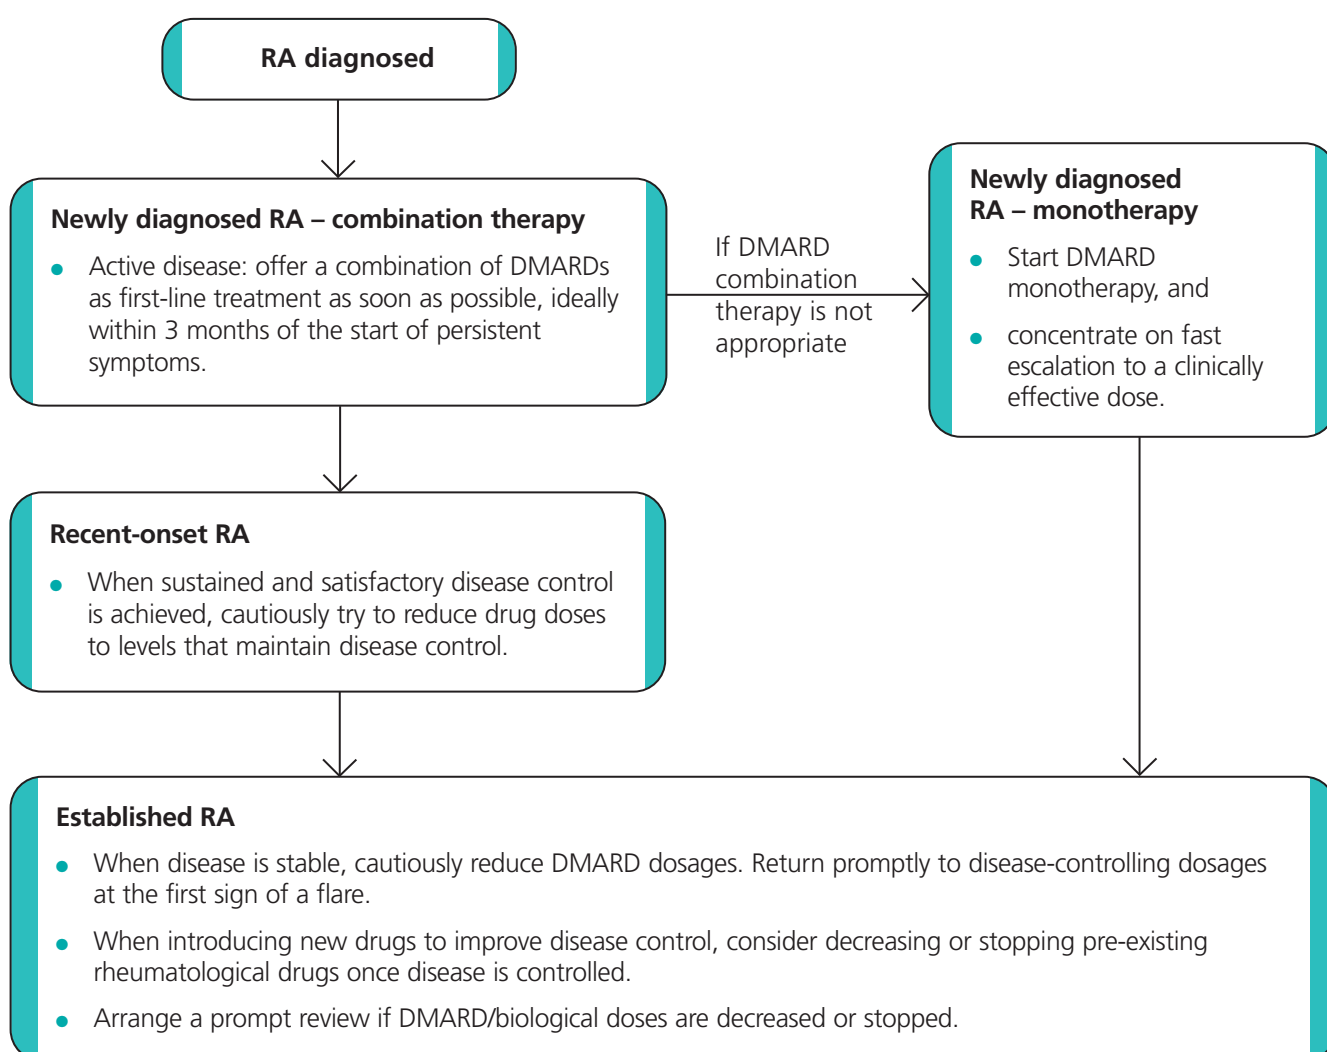 RA diagnosed
Newly diagnosed RA – combination therapy
● Active disease: offer a combination of DMARDs
as first-line treatment as soon as possible, ideally
within 3 months of the start of persistent
symptoms.
If DMARD
combination
therapy is not
appropriate
Newly diagnosed
RA – monotherapy
● Start DMARD
monotherapy, and
● concentrate on fast
escalation to a clinically
effective dose.
Recent-onset RA
● When sustained and satisfactory disease control
is achieved, cautiously try to reduce drug doses
to levels that maintain disease control.
Established RA
● When disease is stable, cautiously reduce DMARD dosages. Return promptly to disease-controlling dosages
at the first sign of a flare.
● When introducing new drugs to improve disease control, consider decreasing or stopping pre-existing
rheumatological drugs once disease is controlled.
● Arrange a prompt review if DMARD/biological doses are decreased or stopped.